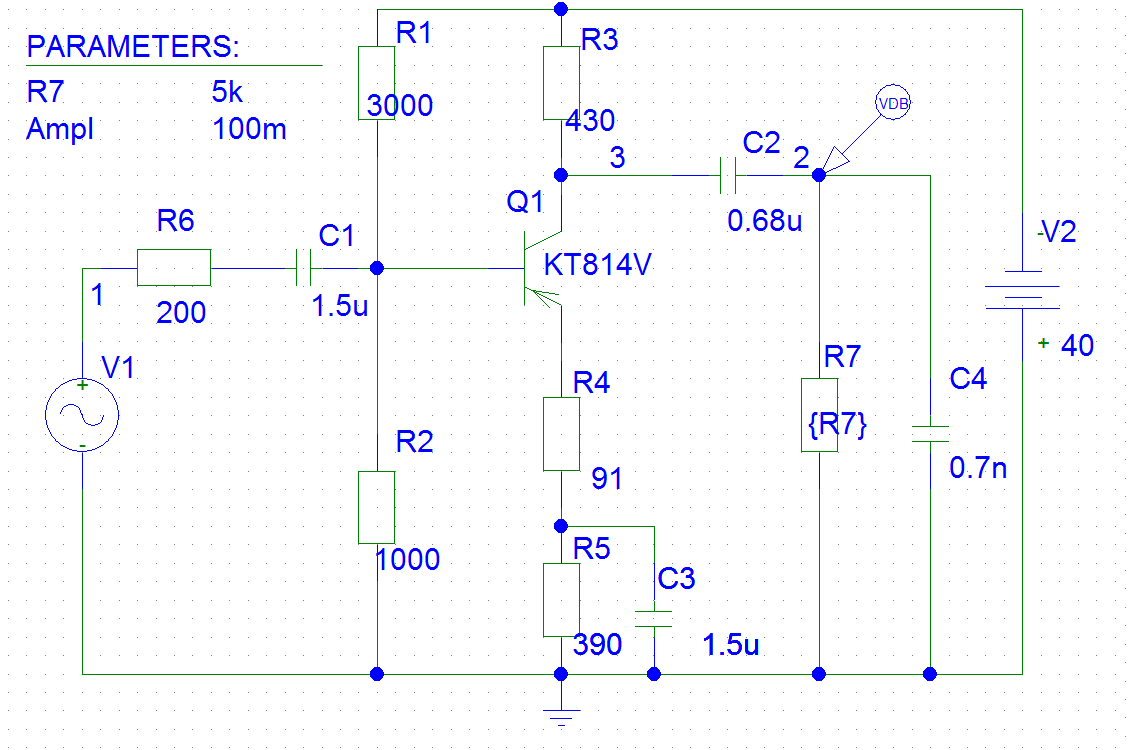 PARAMETERS:
R7 5k
Ampl 100m
R1
3000
R3
430
VDB
3
C2
2
0.68u
Q1
KT814V
R6
200
C1
1.5u
1
V1
+
-
-V2
+ 40
R4
91
R7
{R7}
C4
0.7n
R2
1000
R5
390
C3
1.5u